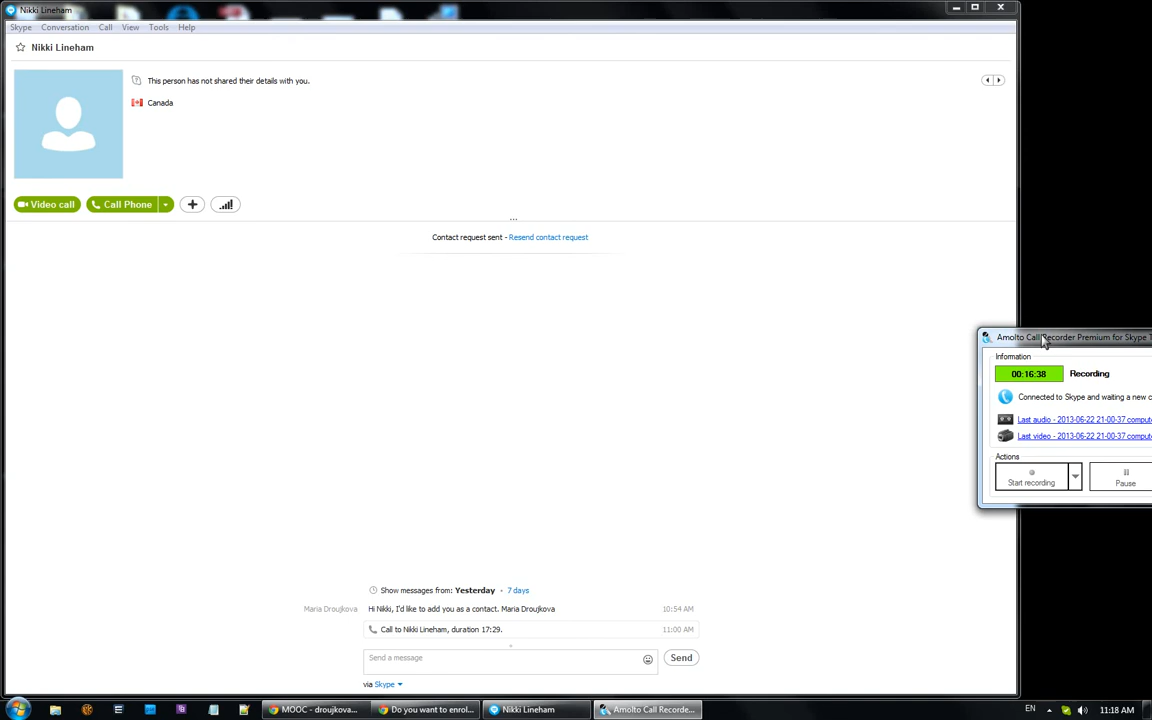 Nikki Lineham
Skype Conversation Call View Tools Help
Nikki Lineham
This person has not shared their details with you.
Canada
Video call Call Phone
Contact request sent - Resend contact request
Amolto Call Recorder Premium for Skype T
Information
00:16:38 Recording
Connected to Skype and waiting a new c
Last audio - 2013-06-22 21-00-37 comput
Last video - 2013-06-22 21-00-37 comput
Actions
Start recording Pause
Show messages from: Yesterday • 7 days
Maria Droujkova Hi Nikki, I'd like to add you as a contact. Maria Droujkova 10:54 AM
Call to Nikki Lineham, duration 17:29. 11:00 AM
Send a message Send
via Skype
MOOC - droujkova... Do you want to enrol... Nikki Lineham Amolto Call Recorde... EN 11:18 AM